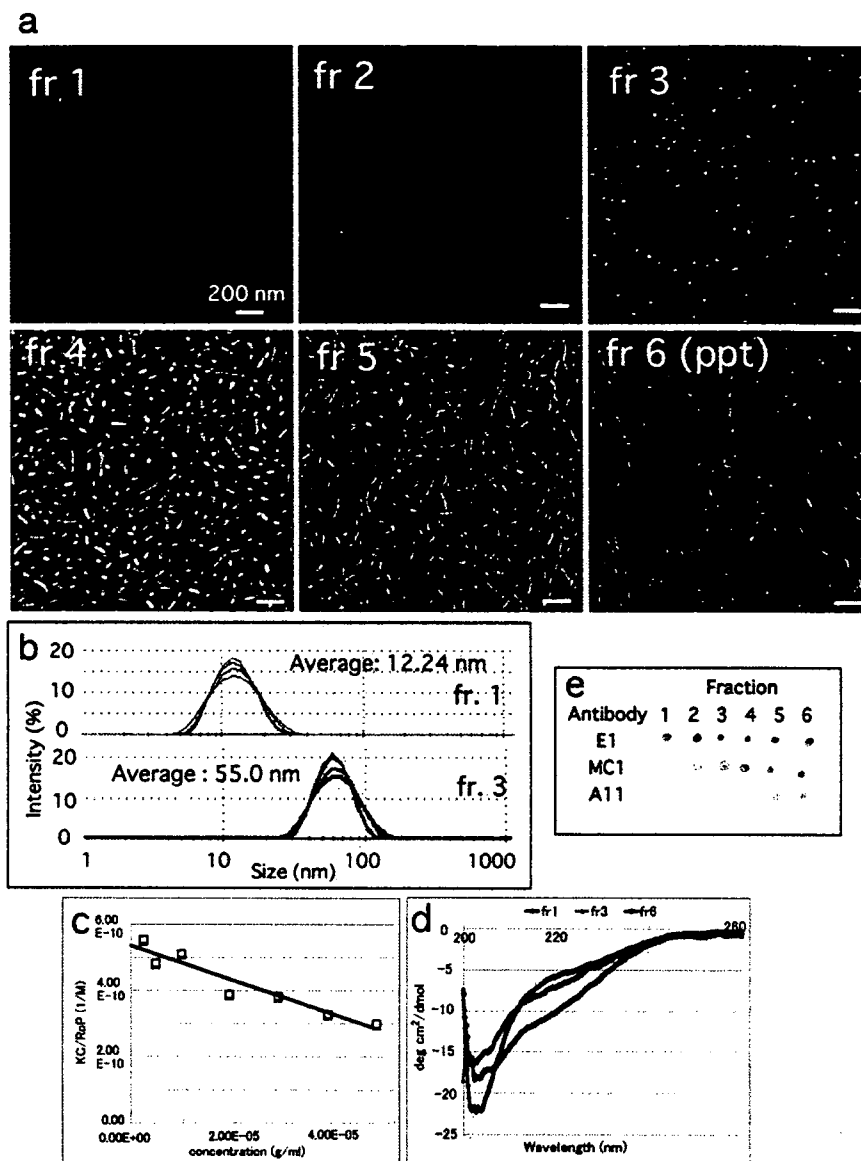 a
fr 1
fr 2
fr 3
200 nm
fr 4
fr 5
fr 6 (ppt)
b
20
Average: 12.24 nm
10
fr. 1
0
20
Average : 55.0 nm
10
fr. 3
0
Intensity (%)
1 10 100 1000
Size (nm)
e
Fraction
Antibody 1 2 3 4 5 6
E1
MC1
A11
c
6.00
E-10
4.00
E-10
2.00
E-10
0.00
KC/RoP (1/M)
0.00E+00 2.00E-05 4.00E-05
concentration (g/ml)
d
fr1 fr3 fr6
200 220 260
0
-5
-10
-15
-20
-25
deg cm²/dmol
Wavelength (nm)